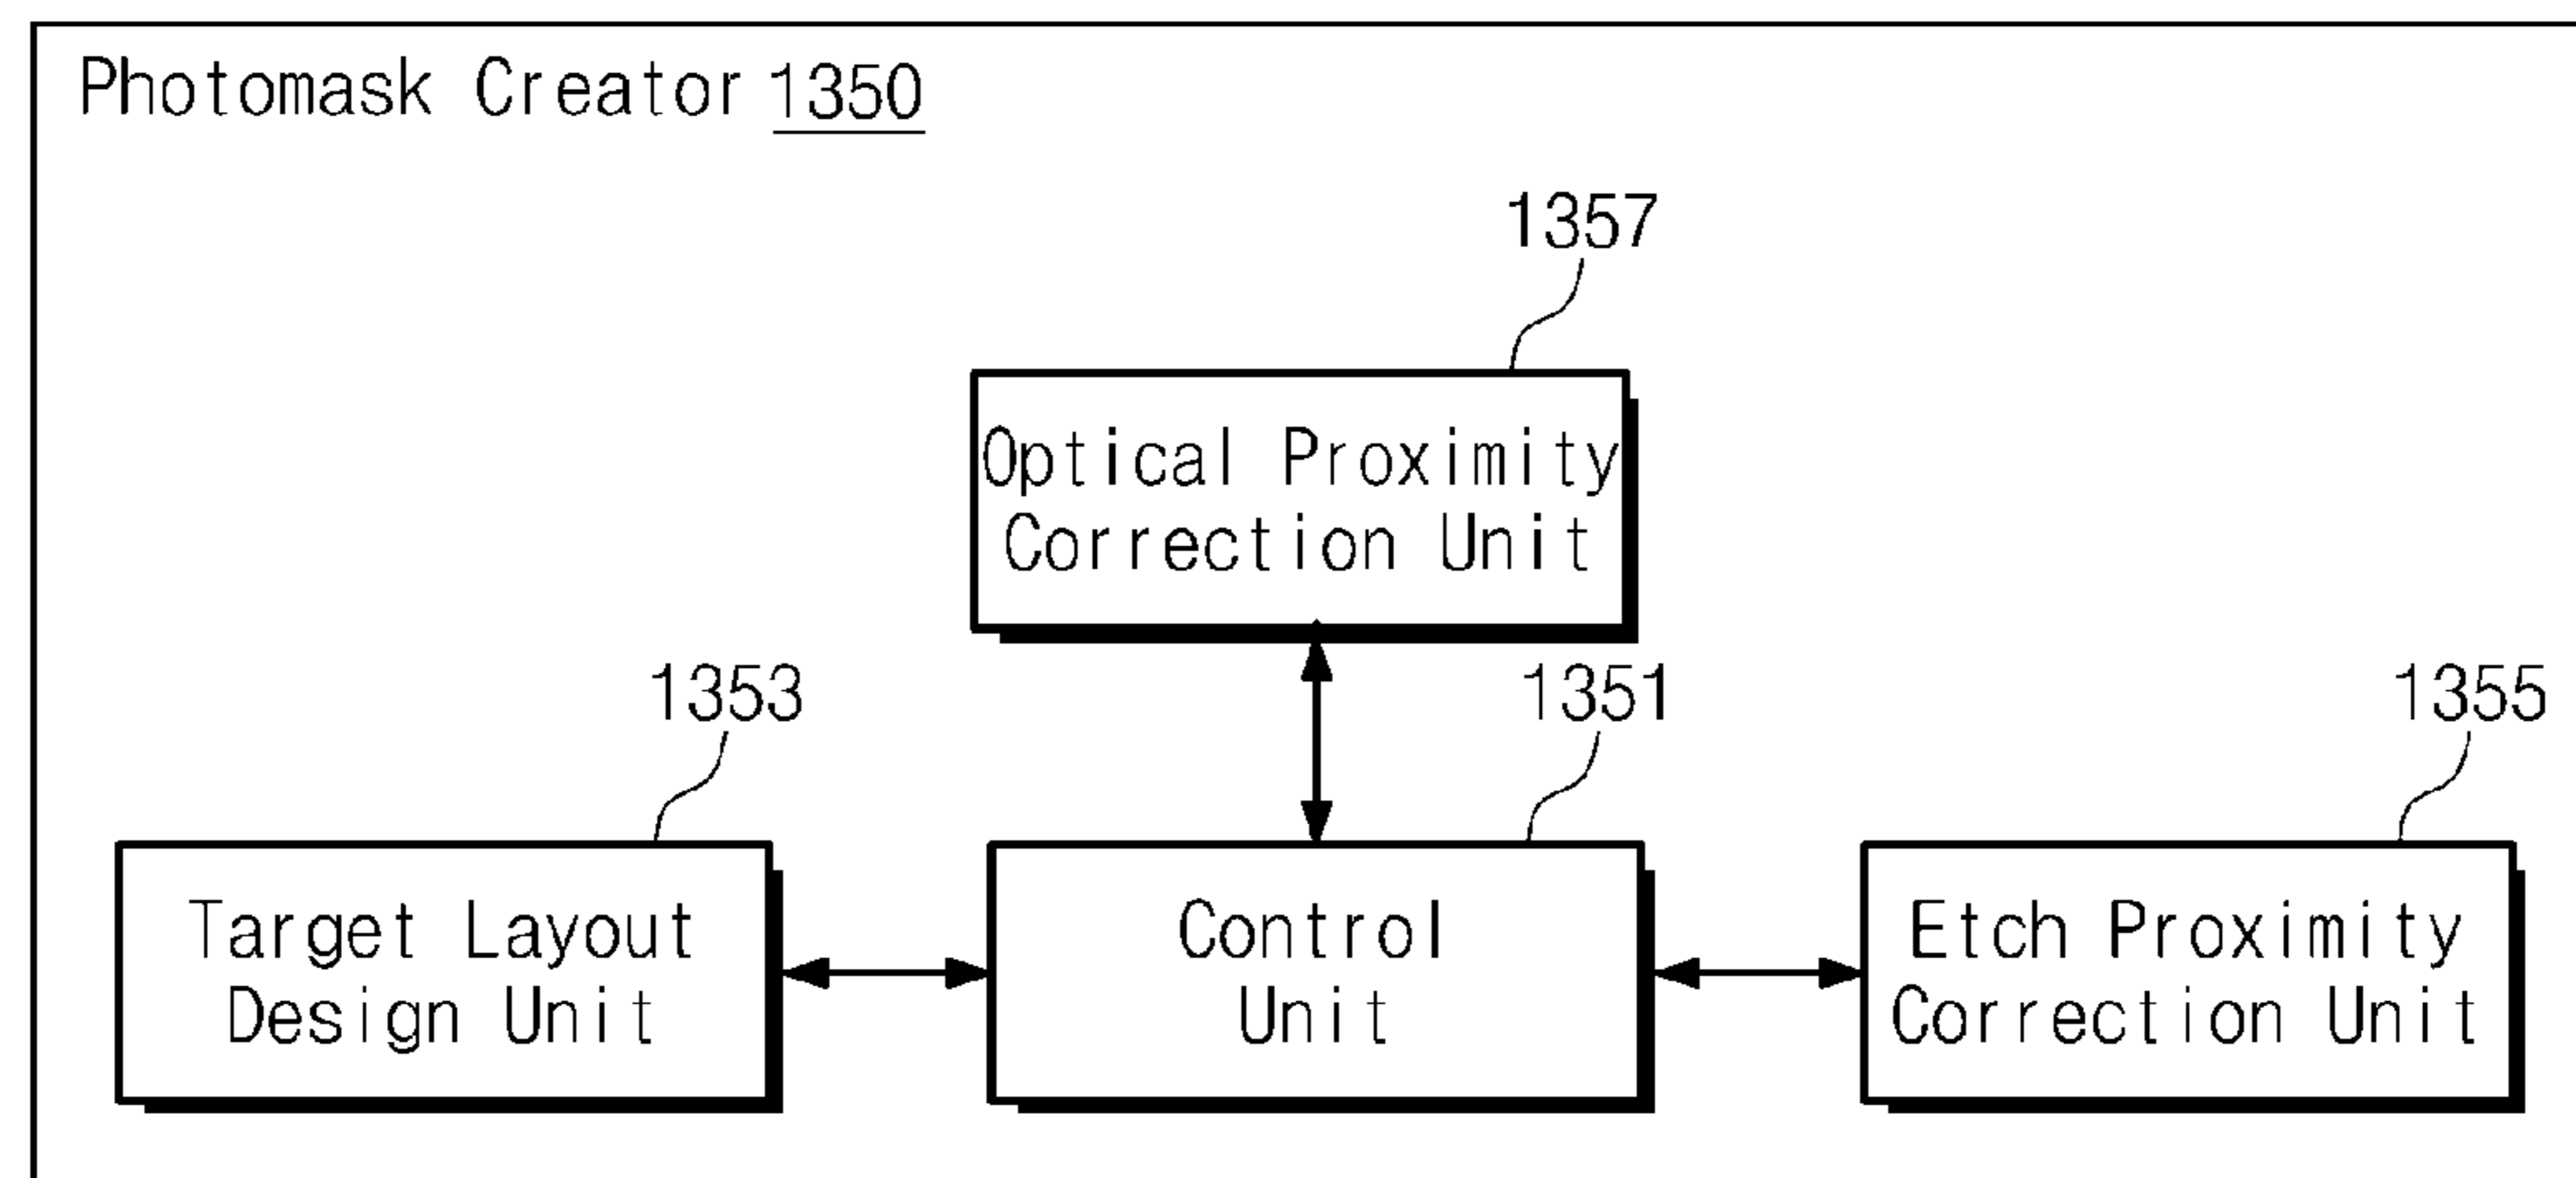 Photomask Creator 1350
1357
Optical Proximity
Correction Unit
1353
1351
1355
Target Layout
Design Unit
Control
Unit
Etch Proximity
Correction Unit